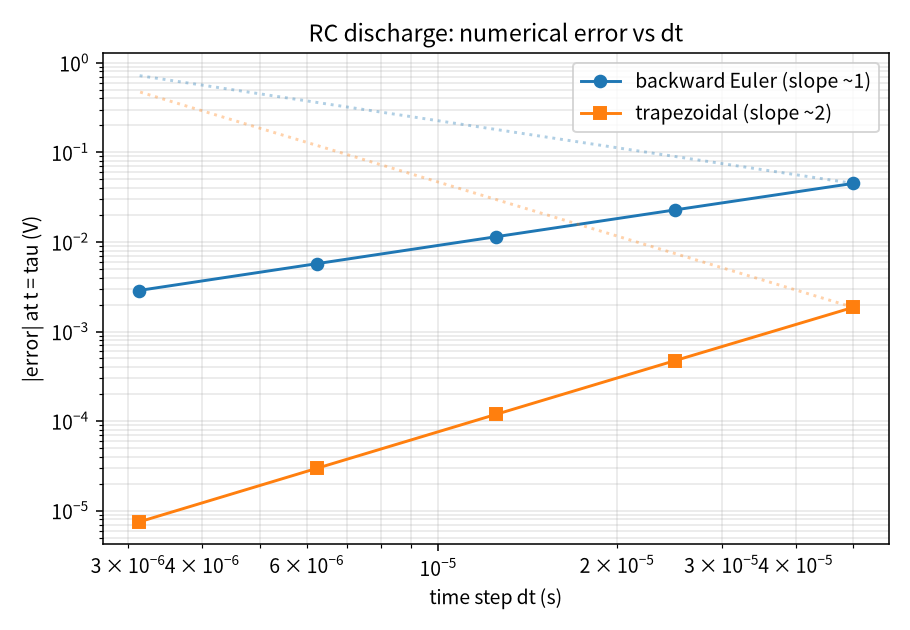 RC discharge: numerical error vs dt
backward Euler (slope ~1)
trapezoidal (slope ~2)
|error| at t = tau (V)
10⁰
10⁻¹
10⁻²
10⁻³
10⁻⁴
10⁻⁵
3 × 10⁻⁶ 4 × 10⁻⁶ 6 × 10⁻⁶ 10⁻⁵ 2 × 10⁻⁵ 3 × 10⁻⁵ 4 × 10⁻⁵
time step dt (s)